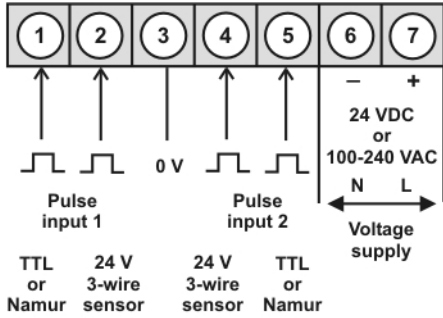 1 2 3 4 5 6 7
− +
24 VDC
or
100-240 VAC
0 V
N L
Pulse
input 1
Pulse
input 2
Voltage
supply
TTL
or
Namur
24 V
3-wire
sensor
24 V
3-wire
sensor
TTL
or
Namur